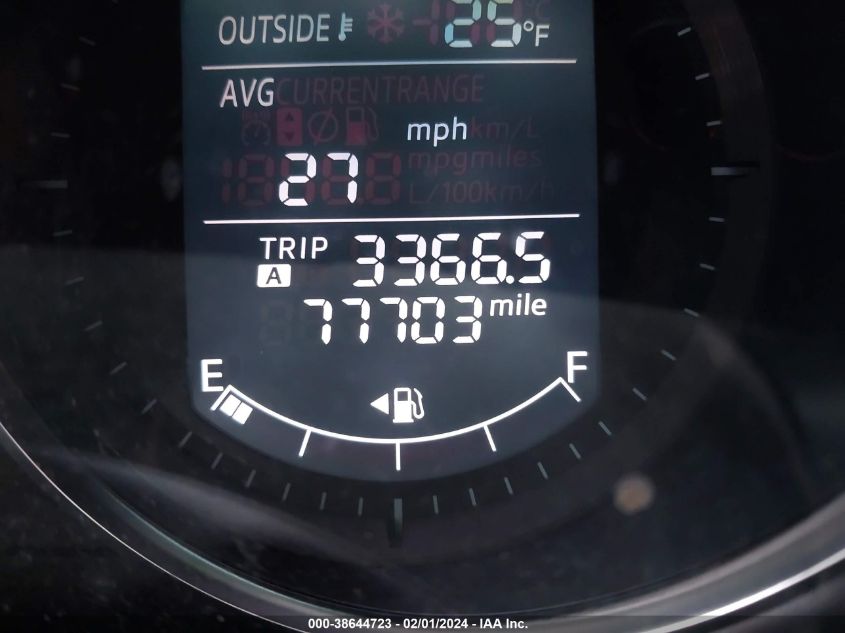 OUTSIDE 25°F
AVG CURRENT RANGE
mph km/L
27 mpg miles
L/100km/h
TRIP
A 3366.5
77703 mile
E F
000-38644723 - 02/01/2024 - IAA Inc.